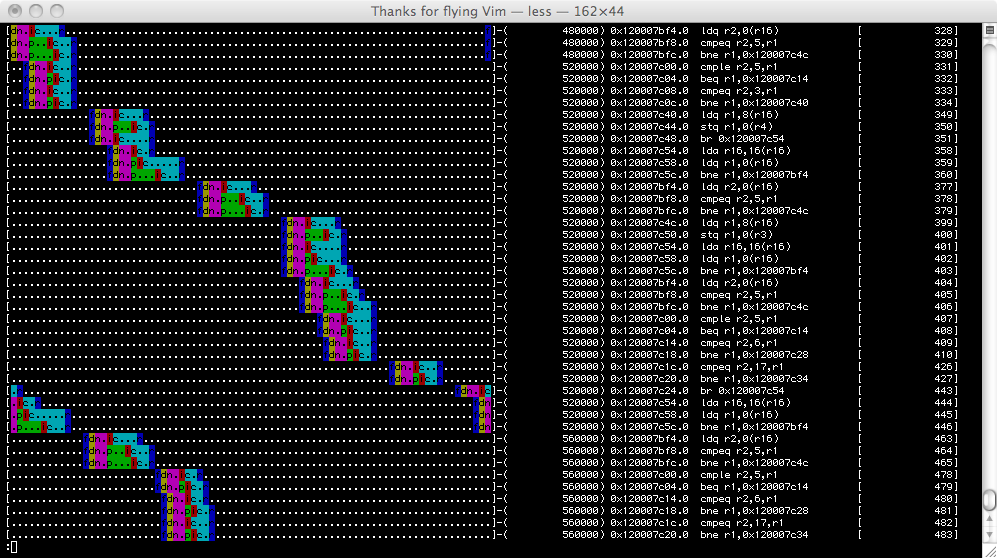 Thanks for flying Vim — less — 162×44
480000) 0x120007bf4.0 ldq r2,0(r16) [ 328]
480000) 0x120007bf8.0 cmpeq r2,5,r1 [ 329]
480000) 0x120007bfc.0 bne r1,0x120007c4c [ 330]
520000) 0x120007c00.0 cmple r2,5,r1 [ 331]
520000) 0x120007c04.0 beq r1,0x120007c14 [ 332]
520000) 0x120007c08.0 cmpeq r2,3,r1 [ 333]
520000) 0x120007c0c.0 bne r1,0x120007c40 [ 334]
520000) 0x120007c40.0 ldq r1,8(r16) [ 349]
520000) 0x120007c44.0 stq r1,0(r4) [ 350]
520000) 0x120007c48.0 br 0x120007c54 [ 351]
520000) 0x120007c54.0 lda r16,16(r16) [ 358]
520000) 0x120007c58.0 ldq r1,0(r16) [ 359]
520000) 0x120007c5c.0 bne r1,0x120007bf4 [ 360]
520000) 0x120007bf4.0 ldq r2,0(r16) [ 377]
520000) 0x120007bf8.0 cmpeq r2,5,r1 [ 378]
520000) 0x120007bfc.0 bne r1,0x120007c4c [ 379]
520000) 0x120007c4c.0 ldq r1,8(r16) [ 399]
520000) 0x120007c50.0 stq r1,0(r3) [ 400]
520000) 0x120007c54.0 lda r16,16(r16) [ 401]
520000) 0x120007c58.0 ldq r1,0(r16) [ 402]
520000) 0x120007c5c.0 bne r1,0x120007bf4 [ 403]
520000) 0x120007bf4.0 ldq r2,0(r16) [ 404]
520000) 0x120007bf8.0 cmpeq r2,5,r1 [ 405]
520000) 0x120007bfc.0 bne r1,0x120007c4c [ 406]
520000) 0x120007c00.0 cmple r2,5,r1 [ 407]
520000) 0x120007c04.0 beq r1,0x120007c14 [ 408]
520000) 0x120007c14.0 cmpeq r2,6,r1 [ 409]
520000) 0x120007c18.0 bne r1,0x120007c28 [ 410]
520000) 0x120007c1c.0 cmpeq r2,17,r1 [ 426]
520000) 0x120007c20.0 bne r1,0x120007c34 [ 427]
520000) 0x120007c24.0 br 0x120007c54 [ 443]
520000) 0x120007c54.0 lda r16,16(r16) [ 444]
520000) 0x120007c58.0 ldq r1,0(r16) [ 445]
520000) 0x120007c5c.0 bne r1,0x120007bf4 [ 446]
560000) 0x120007bf4.0 ldq r2,0(r16) [ 463]
560000) 0x120007bf8.0 cmpeq r2,5,r1 [ 464]
560000) 0x120007bfc.0 bne r1,0x120007c4c [ 465]
560000) 0x120007c00.0 cmple r2,5,r1 [ 478]
560000) 0x120007c04.0 beq r1,0x120007c14 [ 479]
560000) 0x120007c14.0 cmpeq r2,6,r1 [ 480]
560000) 0x120007c18.0 bne r1,0x120007c28 [ 481]
560000) 0x120007c1c.0 cmpeq r2,17,r1 [ 482]
560000) 0x120007c20.0 bne r1,0x120007c34 [ 483]
: